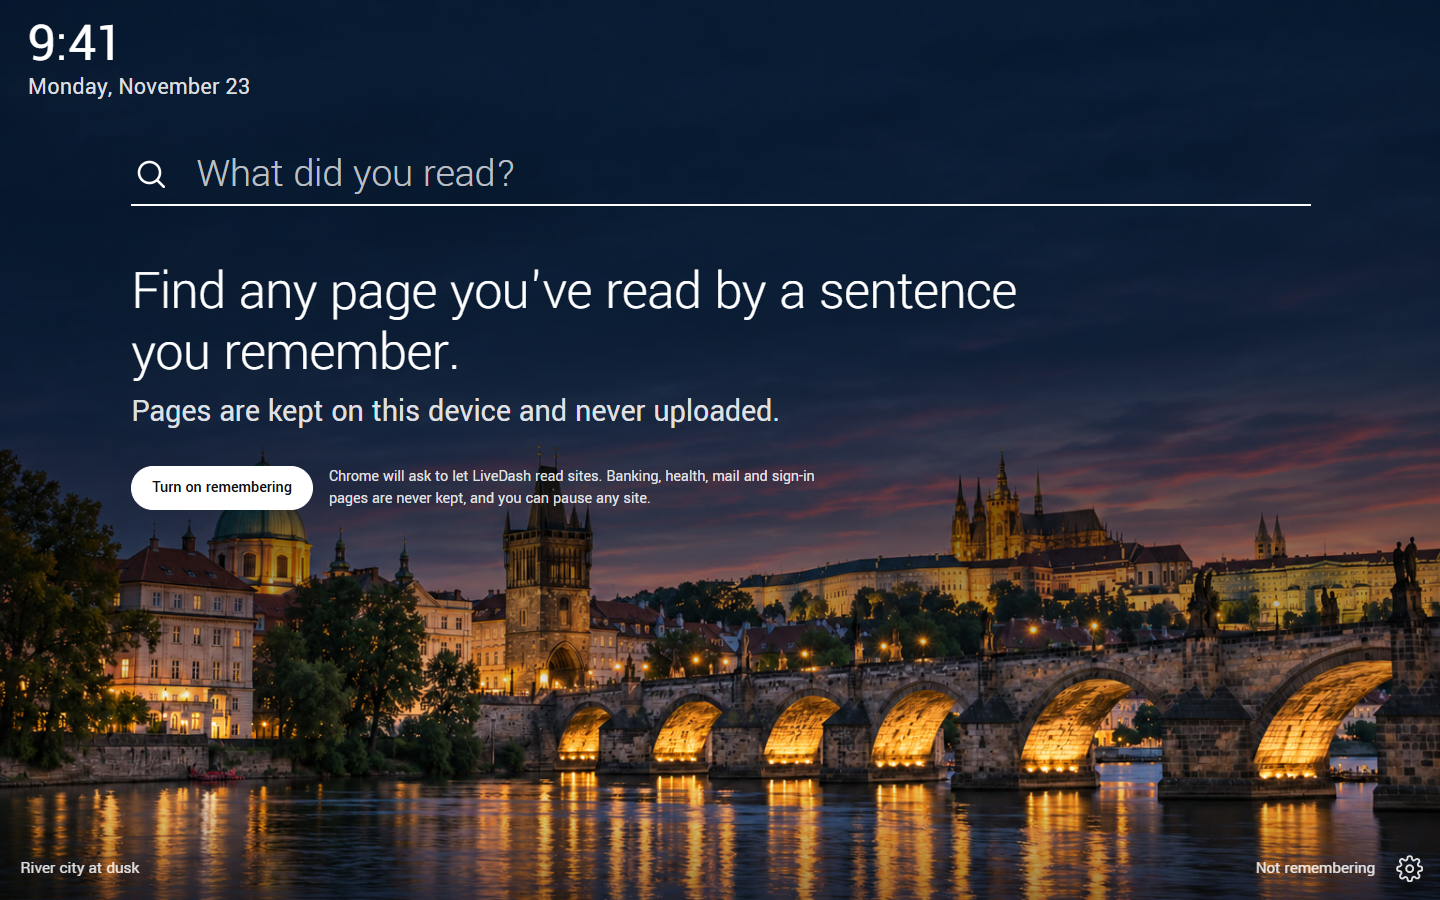 9:41
Monday, November 23
What did you read?
Find any page you've read by a sentence
you remember.
Pages are kept on this device and never uploaded.
Turn on remembering
Chrome will ask to let LiveDash read sites. Banking, health, mail and sign-in
pages are never kept, and you can pause any site.
River city at dusk
Not remembering